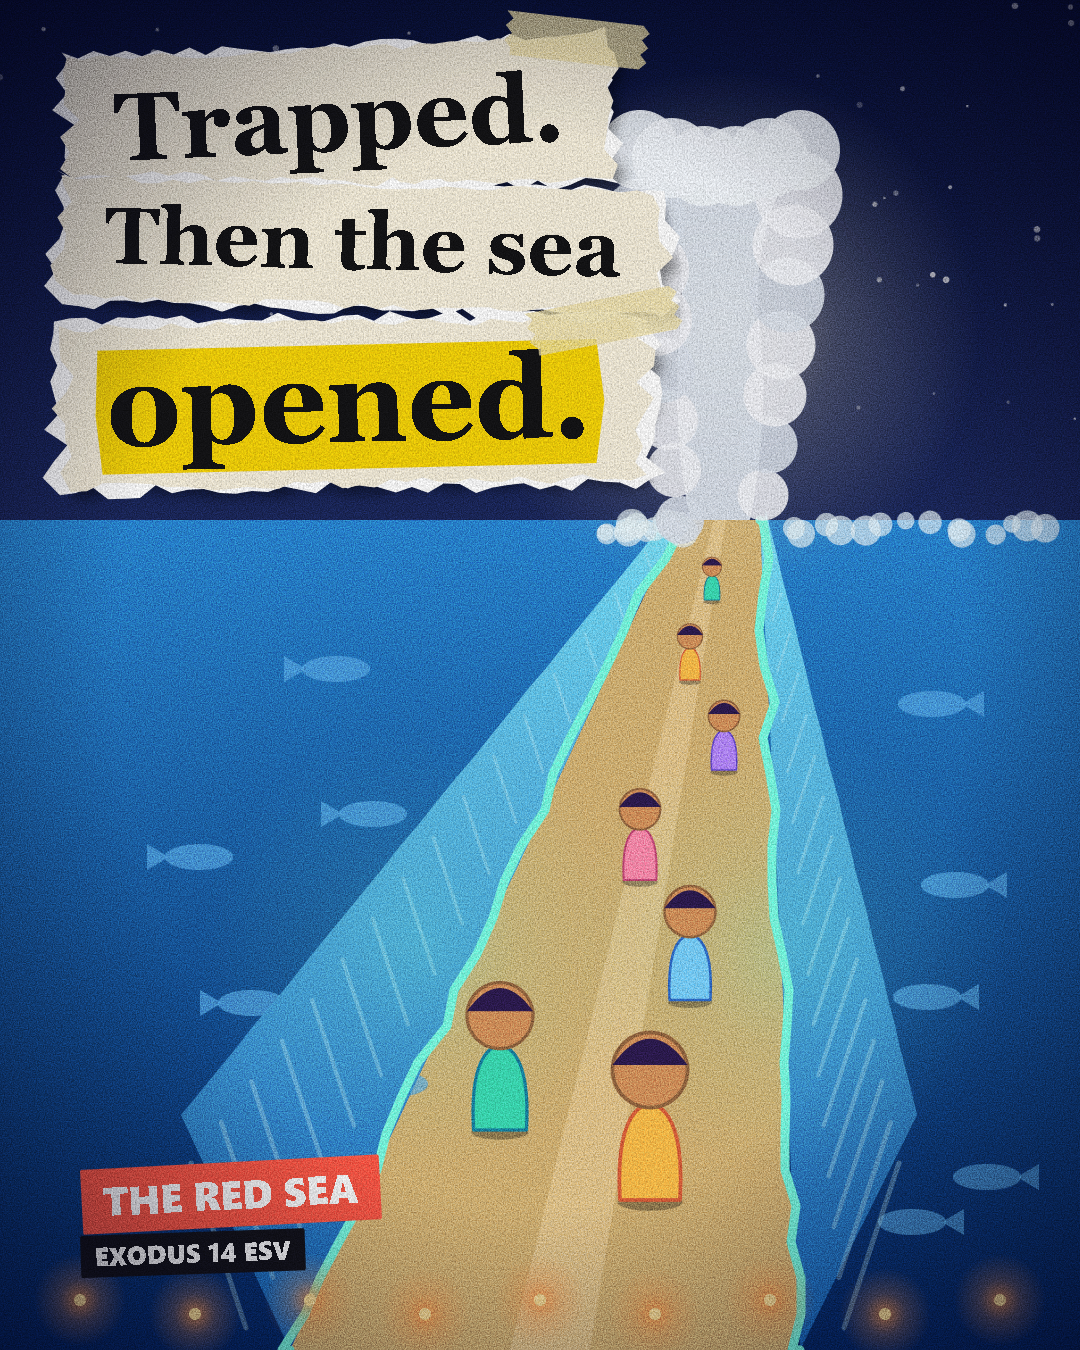 Trapped.
Then the sea
opened.
THE RED SEA
EXODUS 14 ESV